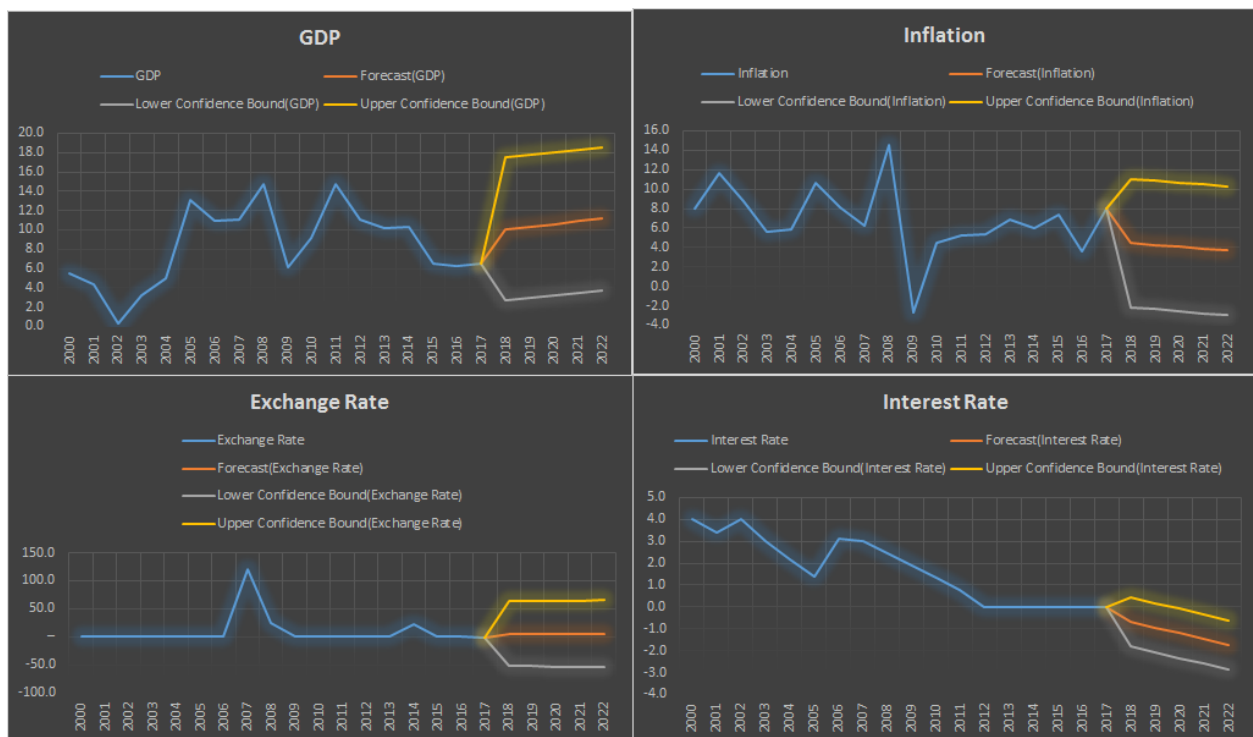 GDP
GDP Forecast(GDP)
Lower Confidence Bound(GDP) Upper Confidence Bound(GDP)
20.0
18.0
16.0
14.0
12.0
10.0
8.0
6.0
4.0
2.0
0.0
2000 2001 2002 2003 2004 2005 2006 2007 2008 2009 2010 2011 2012 2013 2014 2015 2016 2017 2018 2019 2020 2021 2022
Inflation
Inflation Forecast(Inflation)
Lower Confidence Bound(Inflation) Upper Confidence Bound(Inflation)
16.0
14.0
12.0
10.0
8.0
6.0
4.0
2.0
0.0
-2.0
-4.0
2000 2001 2002 2003 2004 2005 2006 2007 2008 2009 2010 2011 2012 2013 2014 2015 2016 2017 2018 2019 2020 2021 2022
Exchange Rate
Exchange Rate
Forecast(Exchange Rate)
Lower Confidence Bound(Exchange Rate)
Upper Confidence Bound(Exchange Rate)
150.0
100.0
50.0
–
-50.0
-100.0
2000 2001 2002 2003 2004 2005 2006 2007 2008 2009 2010 2011 2012 2013 2014 2015 2016 2017 2018 2019 2020 2021 2022
Interest Rate
Interest Rate Forecast(Interest Rate)
Lower Confidence Bound(Interest Rate) Upper Confidence Bound(Interest Rate)
5.0
4.0
3.0
2.0
1.0
0.0
-1.0
-2.0
-3.0
-4.0
2000 2001 2002 2003 2004 2005 2006 2007 2008 2009 2010 2011 2012 2013 2014 2015 2016 2017 2018 2019 2020 2021 2022